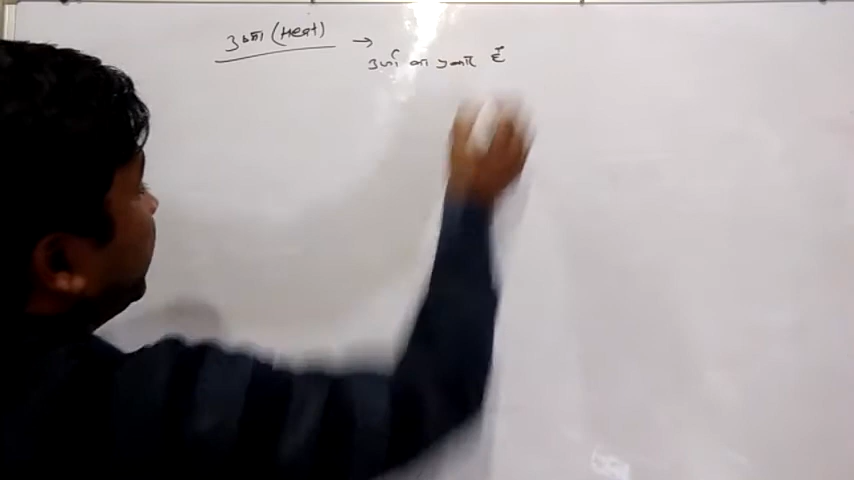 ऊष्मा (Heat) →
ऊर्जा का प्रकार है